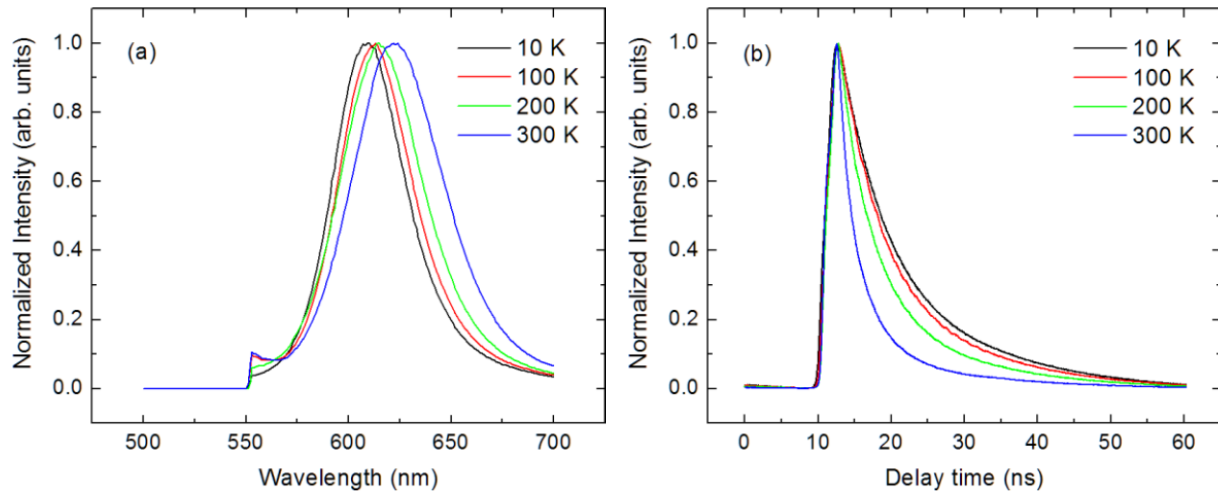 (a)
10 K
100 K
200 K
300 K
Normalized Intensity (arb. units)
1.0
0.8
0.6
0.4
0.2
0.0
500
550
600
650
700
Wavelength (nm)
(b)
10 K
100 K
200 K
300 K
Normalized Intensity (arb. units)
1.0
0.8
0.6
0.4
0.2
0.0
0
10
20
30
40
50
60
Delay time (ns)